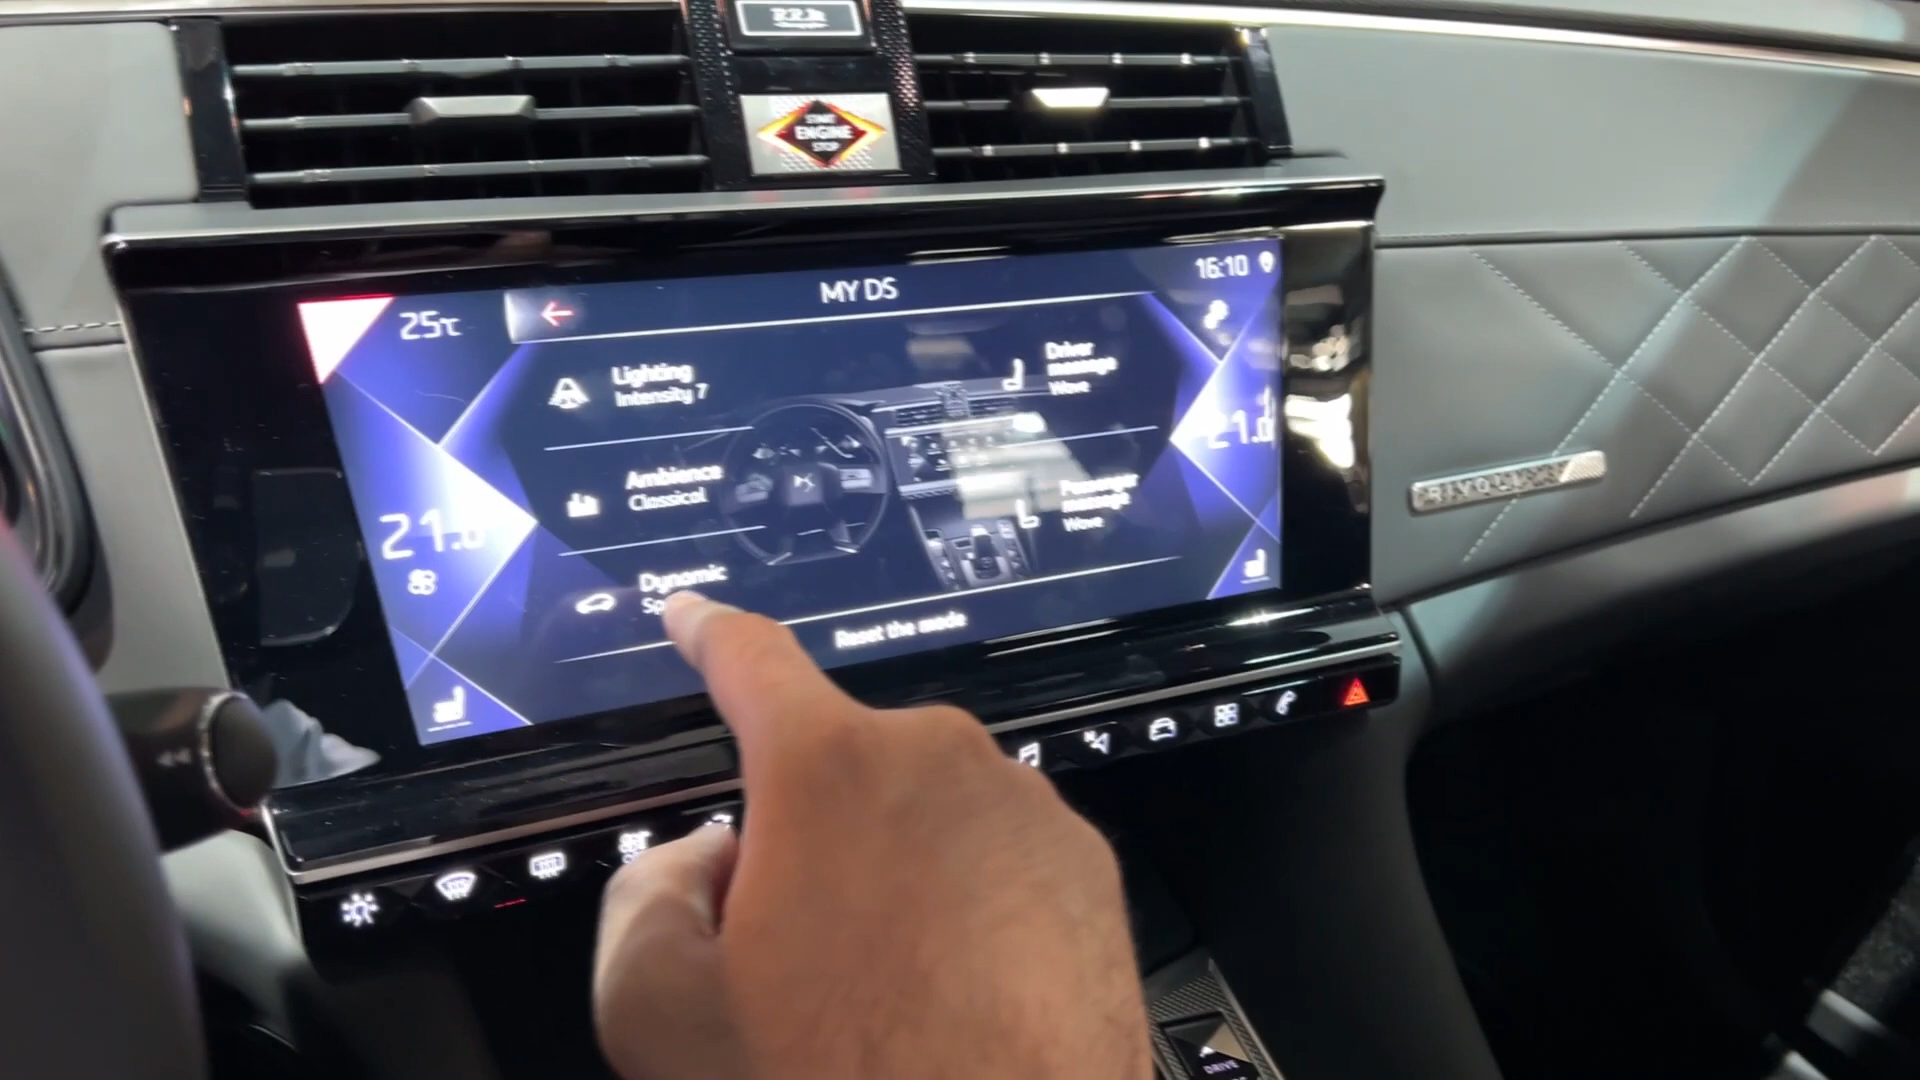 B.R.M
START
ENGINE
STOP
25°C
MY DS
16:10
Lighting
Intensity 7
Driver
massage
Wave
Ambience
Classical
21.0
21.0
Passenger
massage
Wave
Dynamic
Reset the mode
RIVOLI
DRIVE